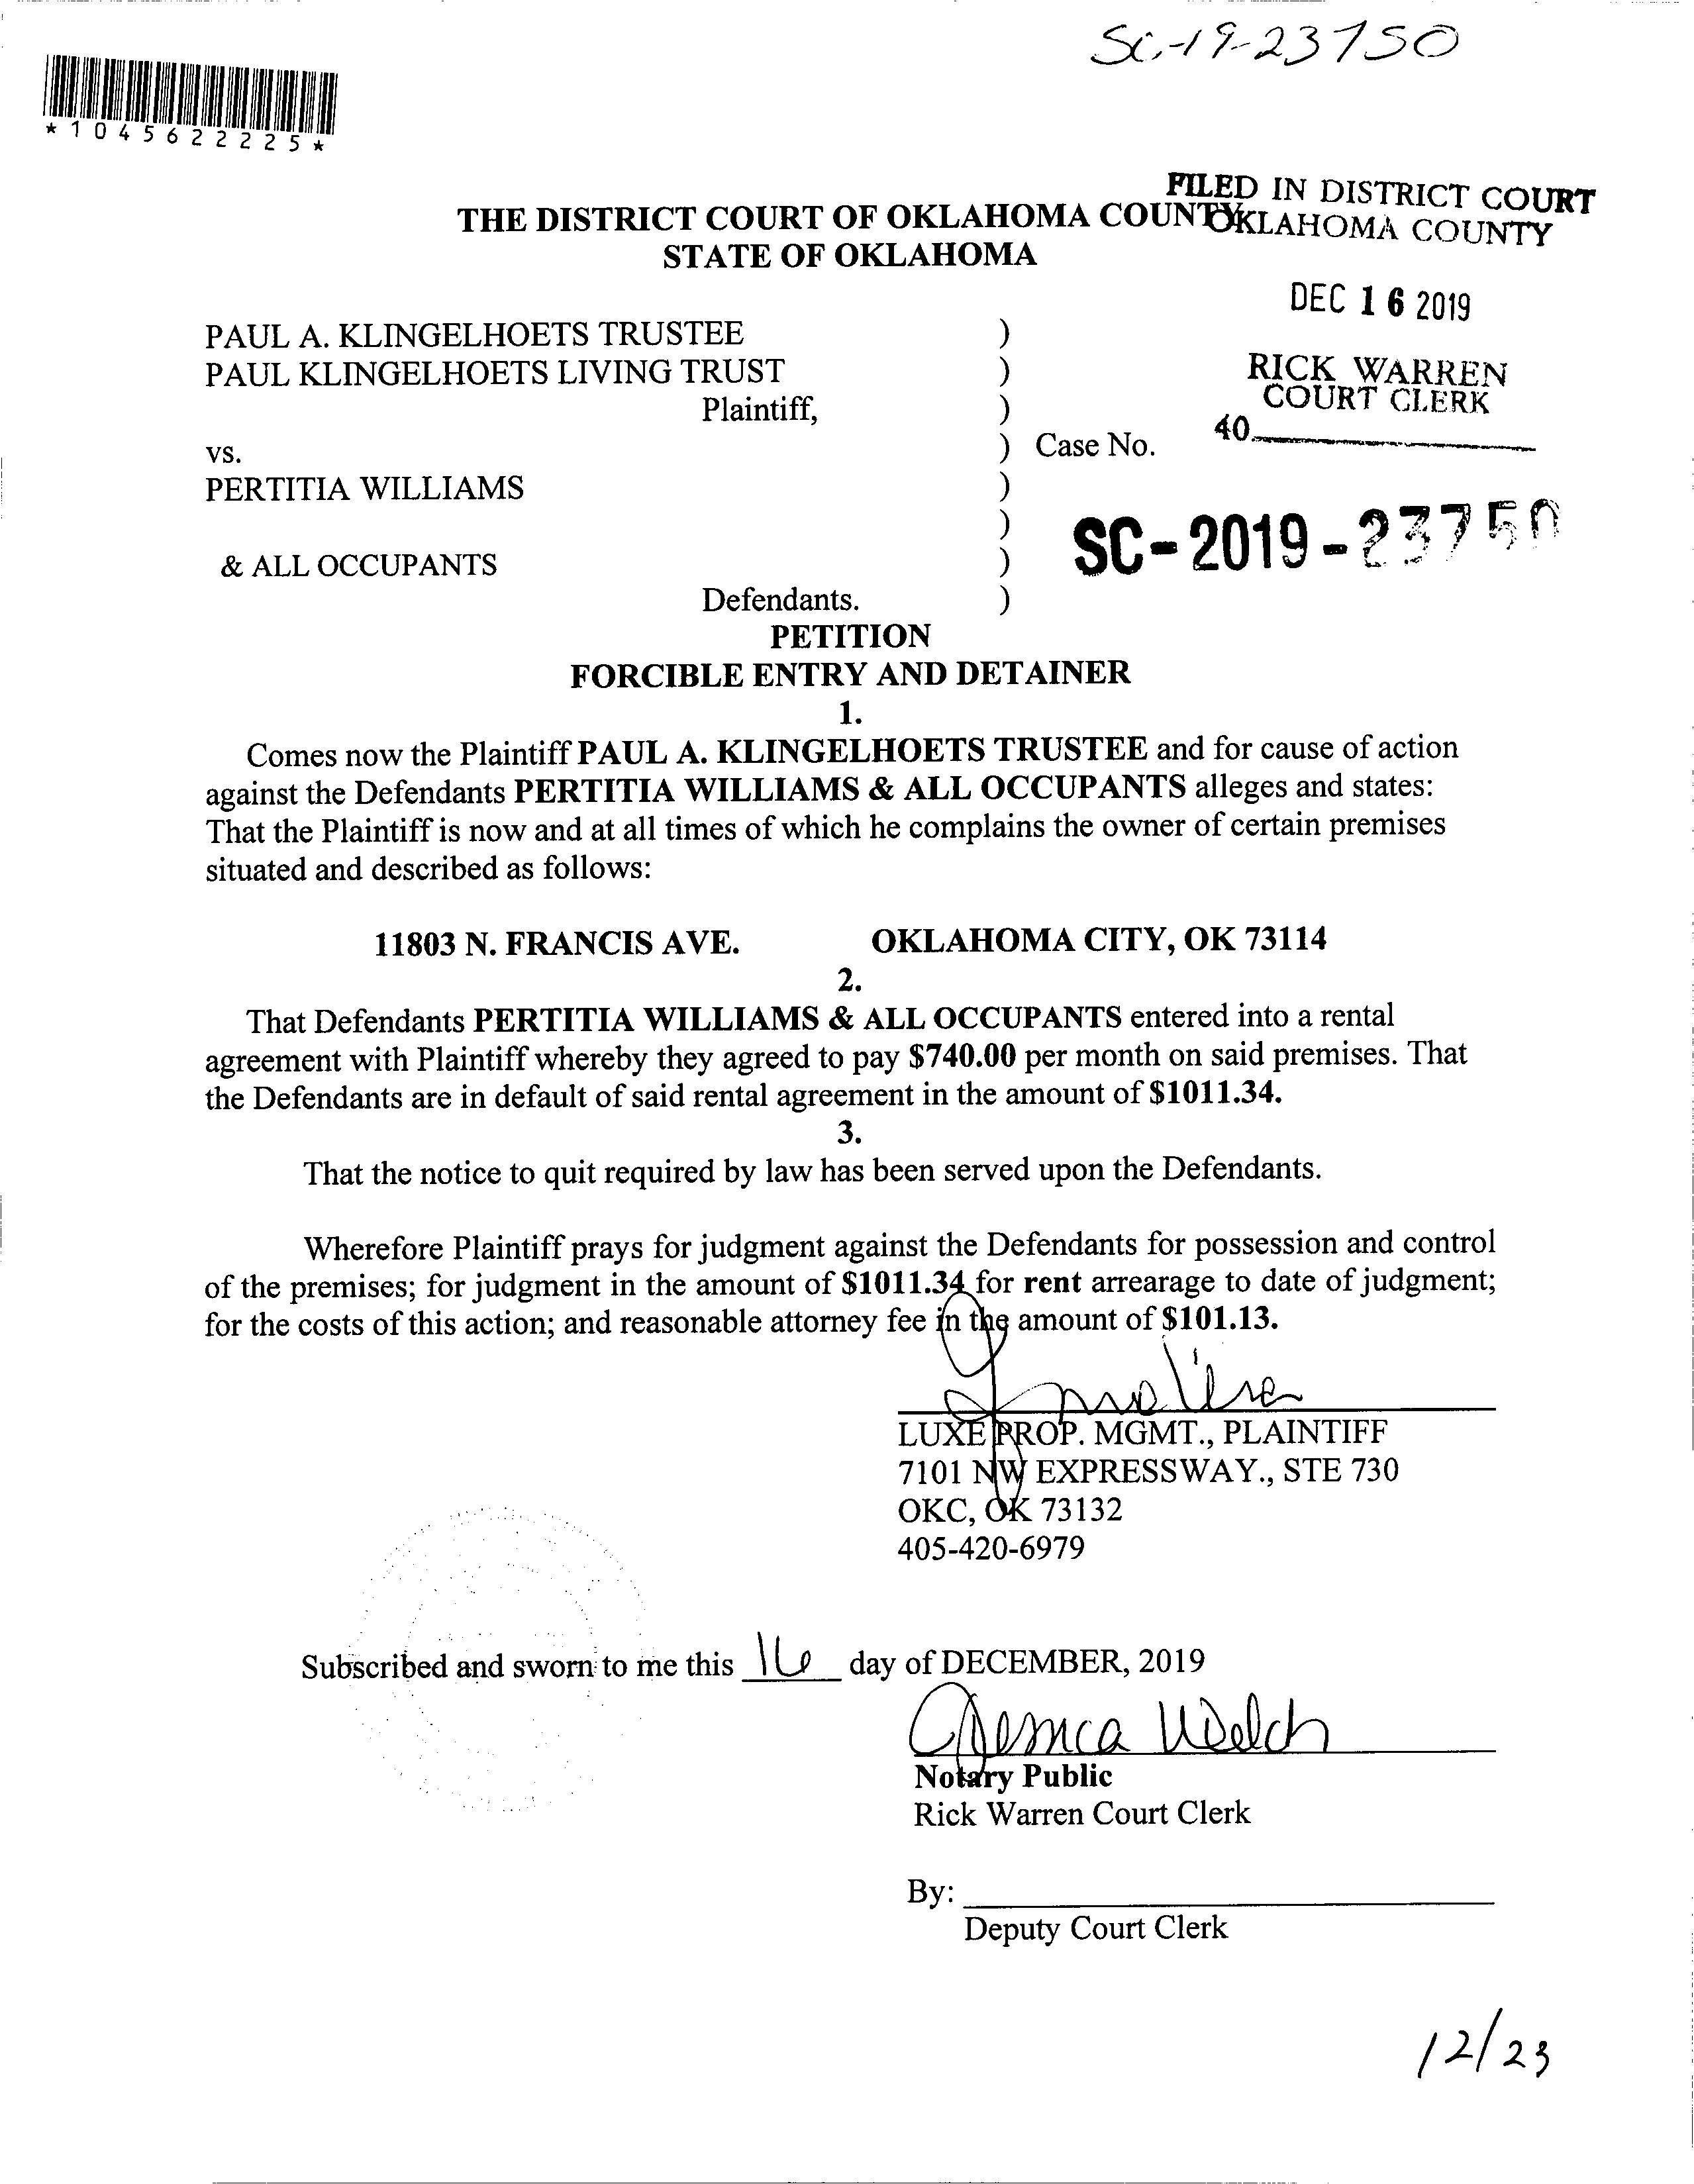 SC-19-23750
*1045622225*
FILED IN DISTRICT COURT
OKLAHOMA COUNTY
THE DISTRICT COURT OF OKLAHOMA COUNTY
STATE OF OKLAHOMA
DEC 16 2019
RICK WARREN
COURT CLERK
40
PAUL A. KLINGELHOETS TRUSTEE )
PAUL KLINGELHOETS LIVING TRUST )
Plaintiff, )
vs. ) Case No.
PERTITIA WILLIAMS )
) SC-2019-23750
& ALL OCCUPANTS )
Defendants. )
PETITION
FORCIBLE ENTRY AND DETAINER
1.
Comes now the Plaintiff PAUL A. KLINGELHOETS TRUSTEE and for cause of action
against the Defendants PERTITIA WILLIAMS & ALL OCCUPANTS alleges and states:
That the Plaintiff is now and at all times of which he complains the owner of certain premises
situated and described as follows:
11803 N. FRANCIS AVE. OKLAHOMA CITY, OK 73114
2.
That Defendants PERTITIA WILLIAMS & ALL OCCUPANTS entered into a rental
agreement with Plaintiff whereby they agreed to pay $740.00 per month on said premises. That
the Defendants are in default of said rental agreement in the amount of $1011.34.
3.
That the notice to quit required by law has been served upon the Defendants.
Wherefore Plaintiff prays for judgment against the Defendants for possession and control
of the premises; for judgment in the amount of $1011.34 for rent arrearage to date of judgment;
for the costs of this action; and reasonable attorney fee in the amount of $101.13.
LUXE PROP. MGMT., PLAINTIFF
7101 NW EXPRESSWAY., STE 730
OKC, OK 73132
405-420-6979
Subscribed and sworn to me this 16 day of DECEMBER, 2019
Welch
Notary Public
Rick Warren Court Clerk
By:
Deputy Court Clerk
12/23